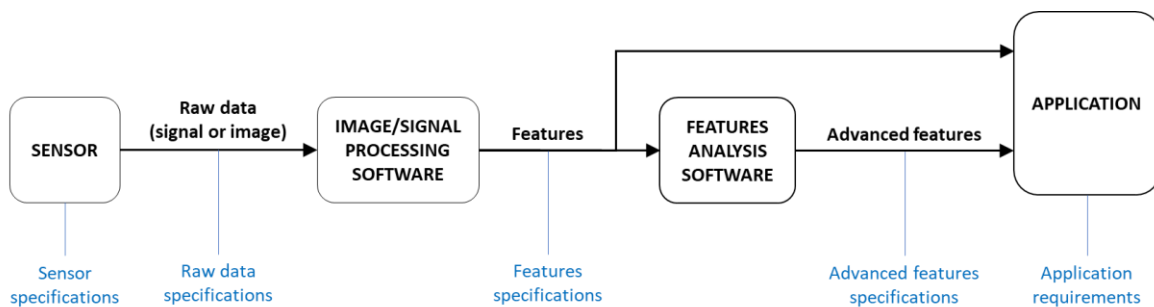 SENSOR
Raw data
(signal or image)
IMAGE/SIGNAL
PROCESSING
SOFTWARE
Features
FEATURES
ANALYSIS
SOFTWARE
Advanced features
APPLICATION
Sensor
specifications
Raw data
specifications
Features
specifications
Advanced features
specifications
Application
requirements